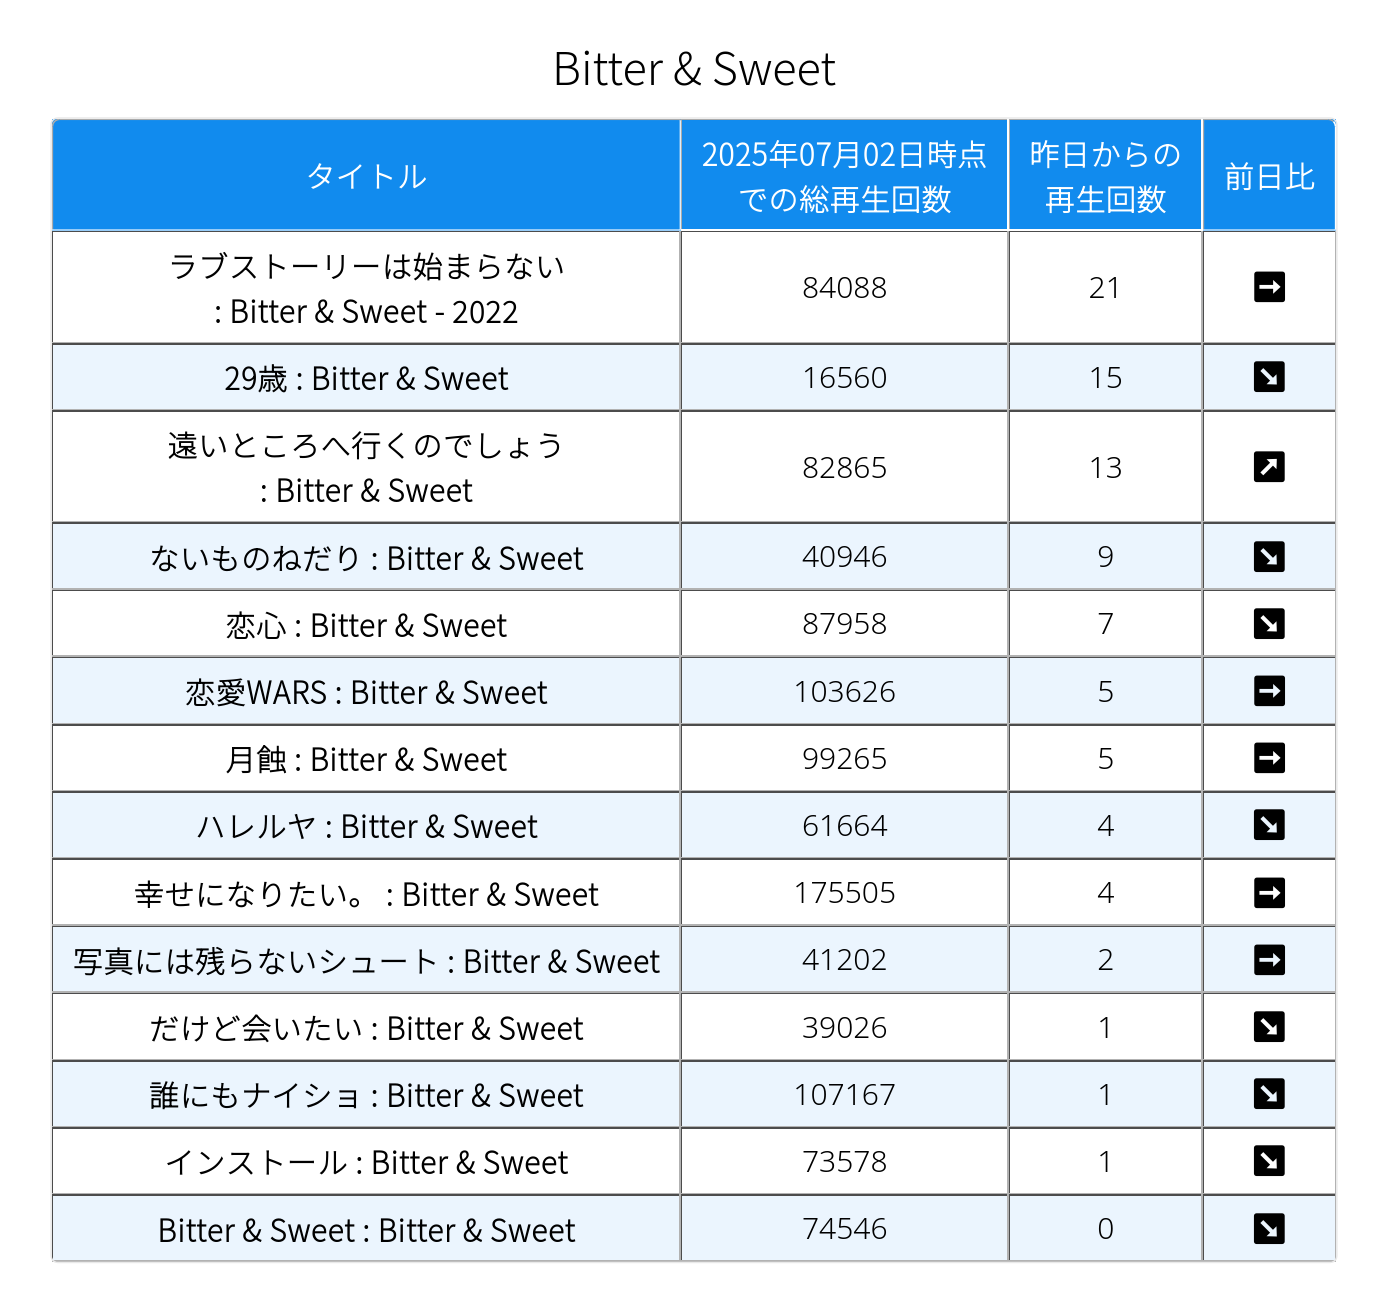 Bitter & Sweet
タイトル
2025年07月02日時点
での総再生回数
昨日からの
再生回数
前日比
ラブストーリーは始まらない
: Bitter & Sweet - 2022
84088
21
29歳 : Bitter & Sweet
16560
15
遠いところへ行くのでしょう
: Bitter & Sweet
82865
13
ないものねだり : Bitter & Sweet
40946
9
恋心 : Bitter & Sweet
87958
7
恋愛WARS : Bitter & Sweet
103626
5
月蝕 : Bitter & Sweet
99265
5
ハレルヤ : Bitter & Sweet
61664
4
幸せになりたい。 : Bitter & Sweet
175505
4
写真には残らないシュート : Bitter & Sweet
41202
2
だけど会いたい : Bitter & Sweet
39026
1
誰にもナイショ : Bitter & Sweet
107167
1
インストール : Bitter & Sweet
73578
1
Bitter & Sweet : Bitter & Sweet
74546
0